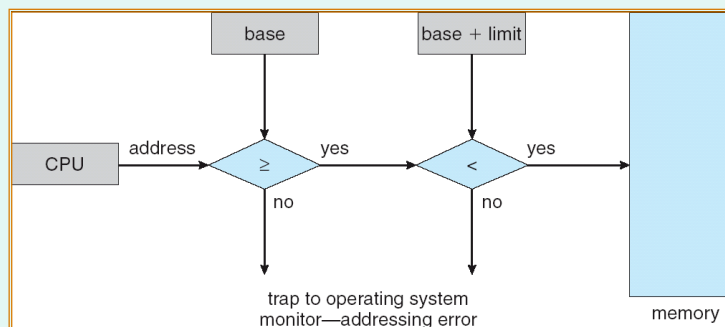 base
base + limit
address
yes
yes
CPU
≥
<
no
no
trap to operating system
monitor—addressing error
memory